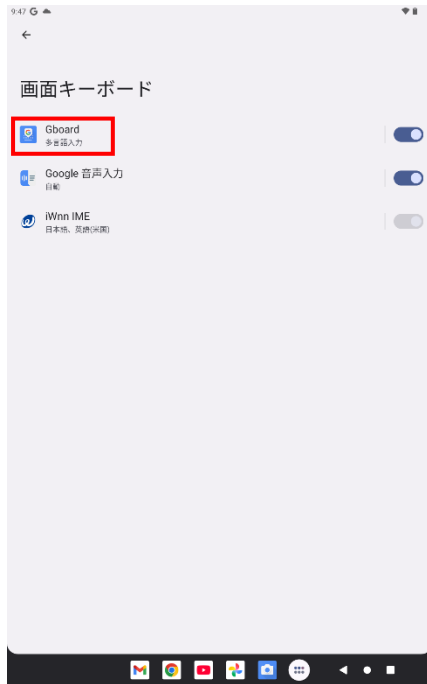 9:47 G
画面キーボード
Gboard
多言語入力
Google 音声入力
自動
iWnn IME
日本語、英語(米国)